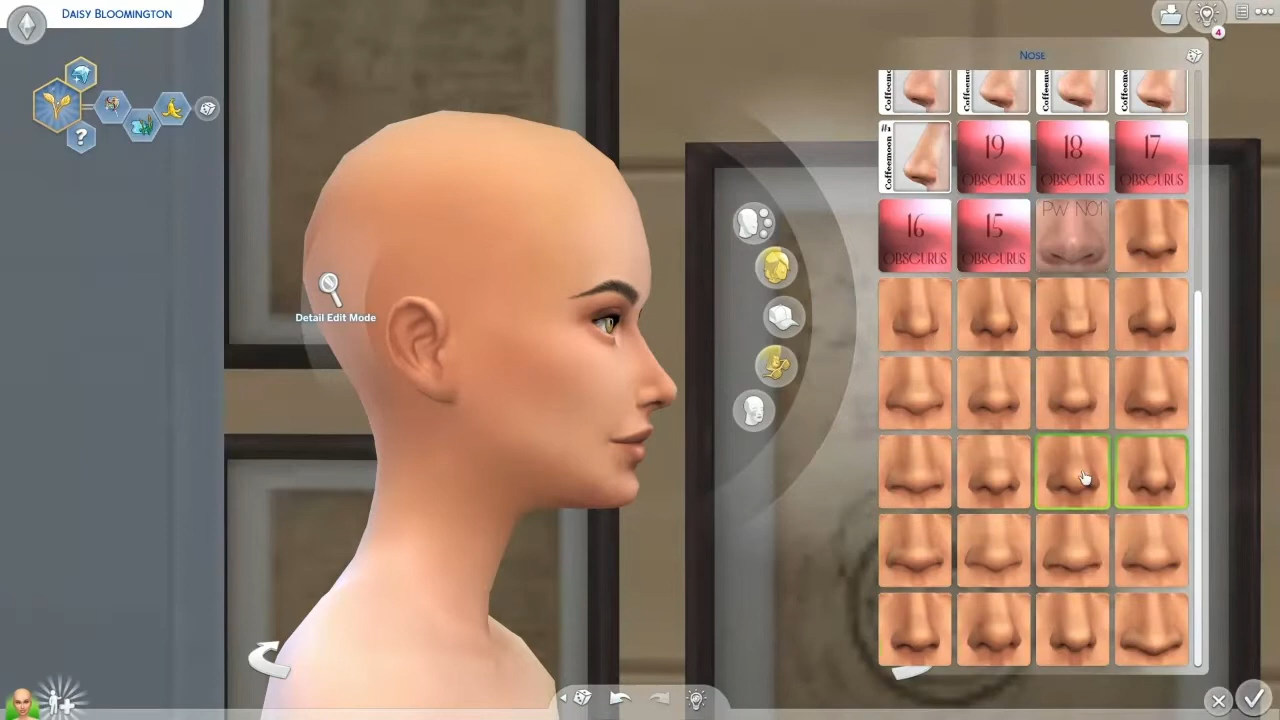 Daisy Bloomington
4
Nose
Coffeemoon Coffeemoon Coffeemoon Coffeemoon
#1
Coffeemoon
19
OBSCURUS
18
OBSCURUS
17
OBSCURUS
16
OBSCURUS
15
OBSCURUS
PW N01
Detail Edit Mode
?